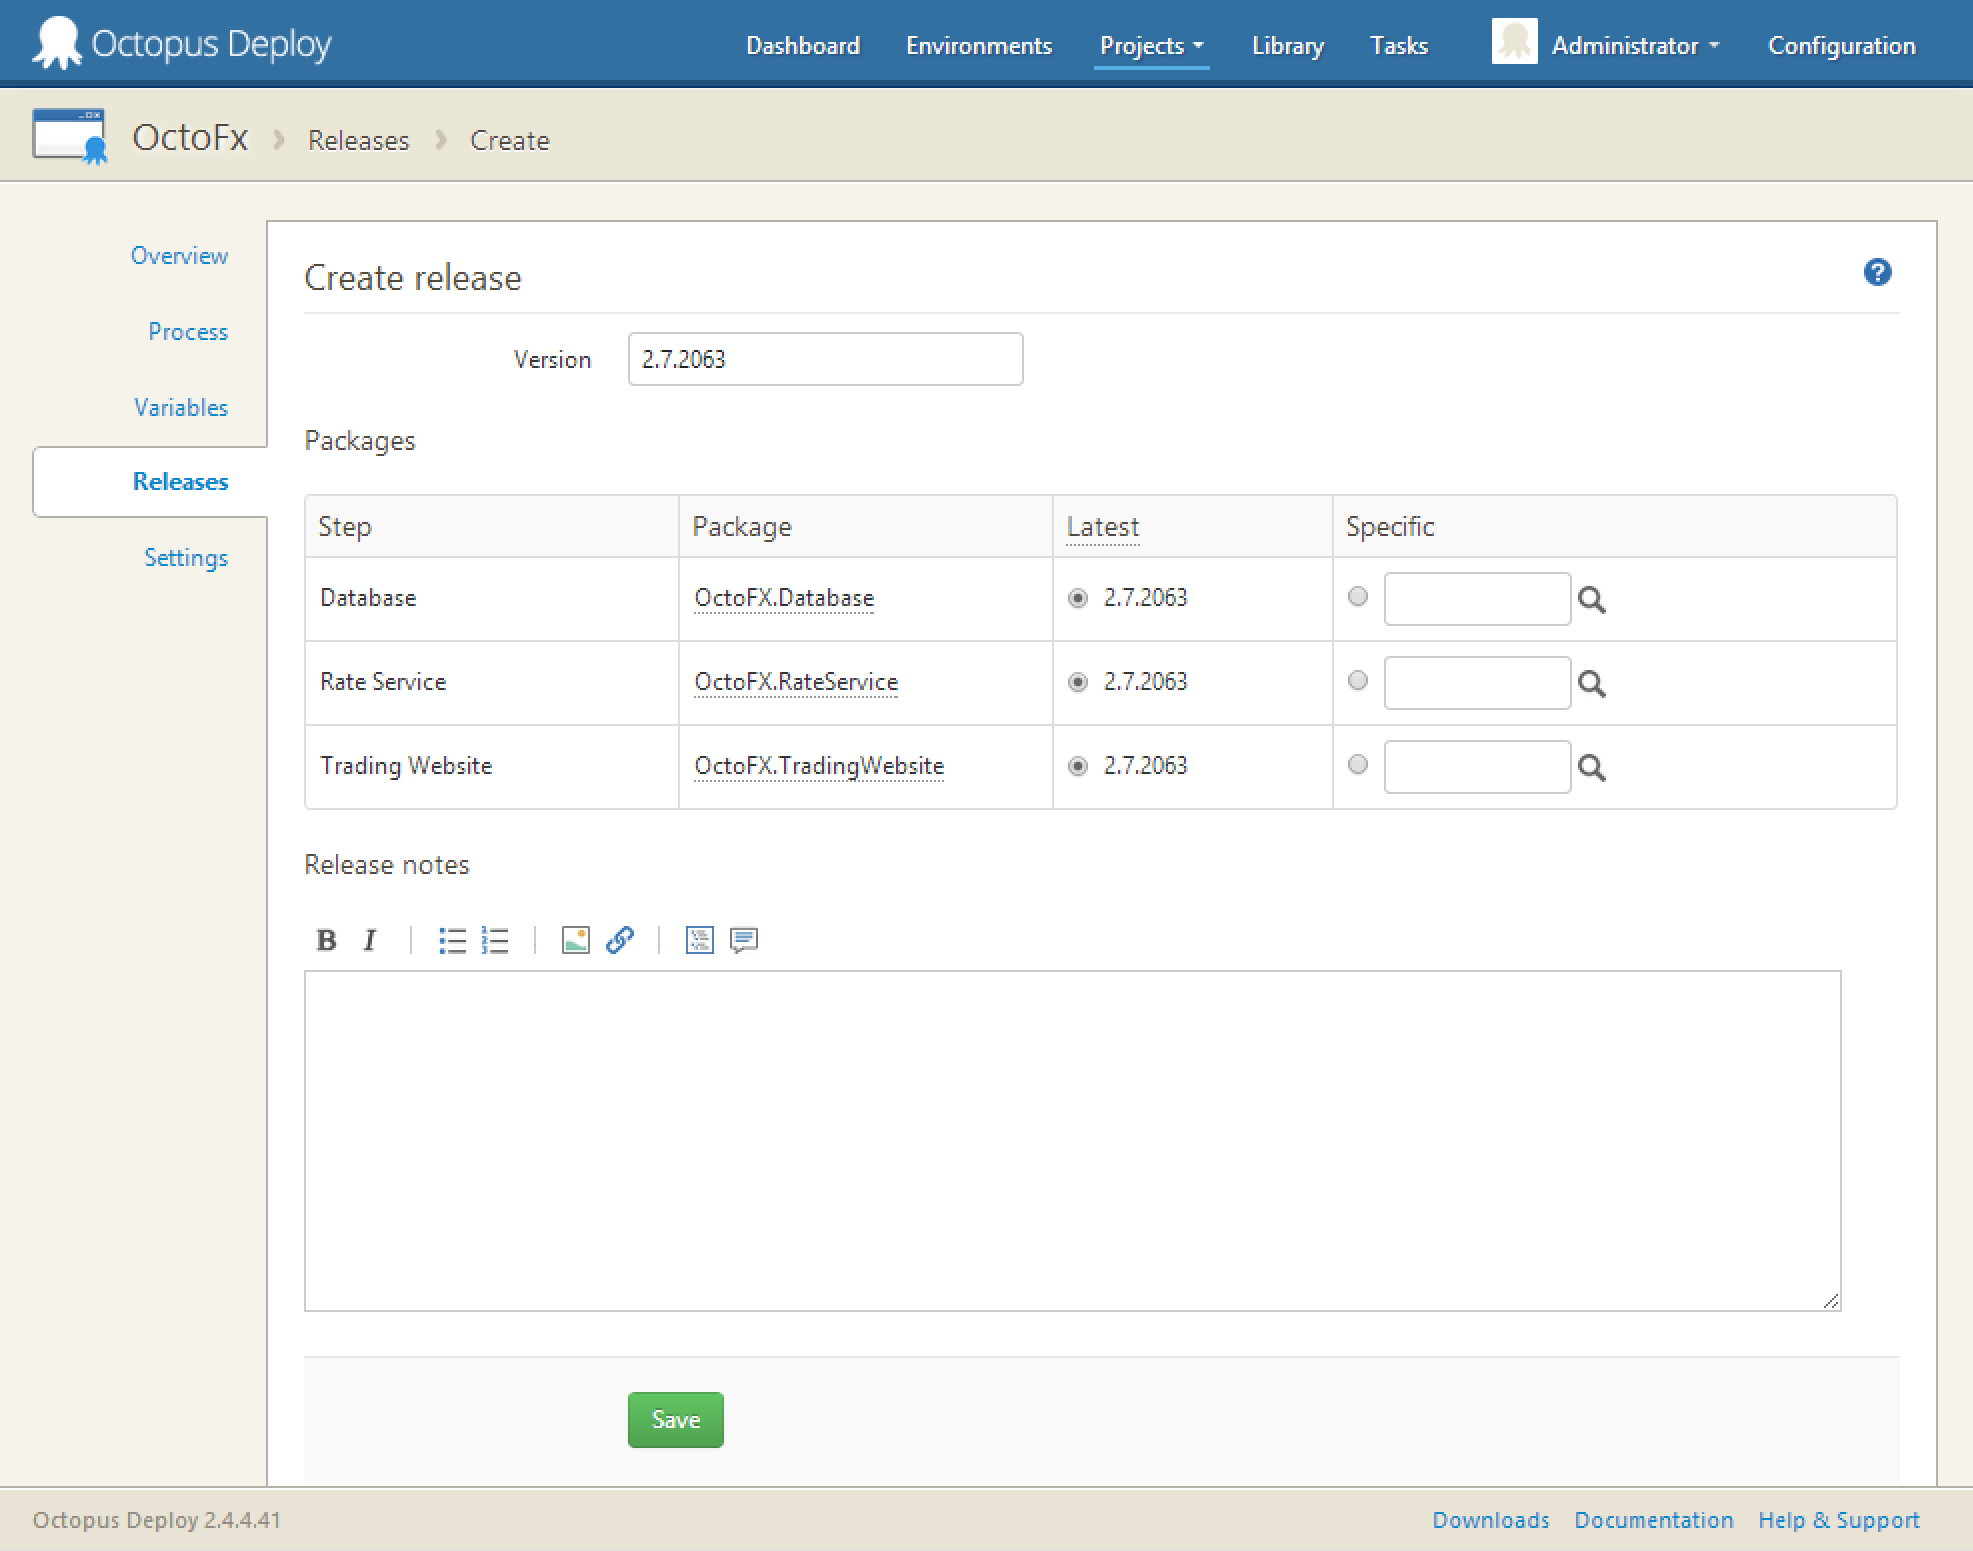 Octopus Deploy
Dashboard Environments Projects Library Tasks Administrator Configuration
OctoFx Releases Create
Overview
Process
Variables
Releases
Settings
Create release
Version 2.7.2063
Packages
Step Package Latest Specific
Database OctoFX.Database 2.7.2063
Rate Service OctoFX.RateService 2.7.2063
Trading Website OctoFX.TradingWebsite 2.7.2063
Release notes
B I
Save
Octopus Deploy 2.4.4.41 Downloads Documentation Help & Support